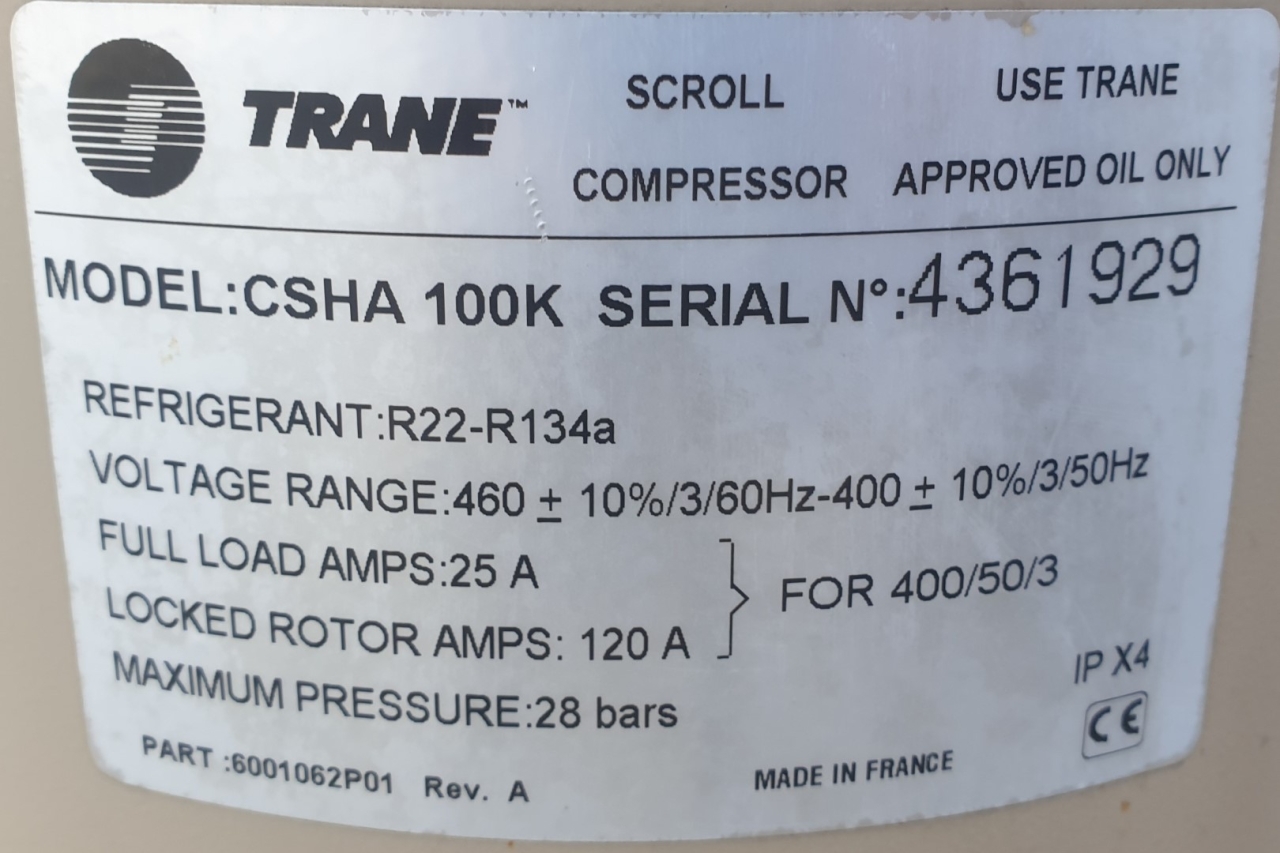 TRANE™
SCROLL
COMPRESSOR
USE TRANE
APPROVED OIL ONLY
MODEL:CSHA 100K SERIAL N°:4361929
REFRIGERANT:R22-R134a
VOLTAGE RANGE:460 ± 10%/3/60Hz-400 ± 10%/3/50Hz
FULL LOAD AMPS:25 A
LOCKED ROTOR AMPS: 120 A
FOR 400/50/3
MAXIMUM PRESSURE:28 bars
IP X4
CE
PART :6001062P01 Rev. A
MADE IN FRANCE